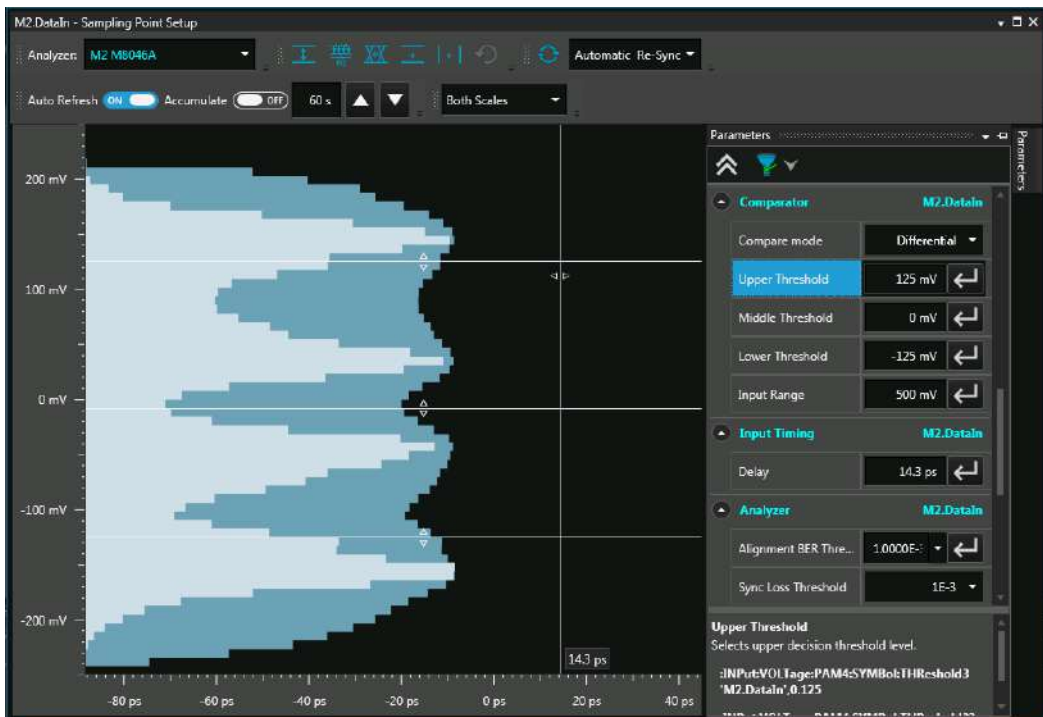 M2.DataIn - Sampling Point Setup
Analyzer: M2 M8046A Automatic Re-Sync
Auto Refresh ON Accumulate OFF 60 s Both Scales
Parameters
Parameters
Comparator M2.DataIn
Compare mode Differential
Upper Threshold 125 mV
Middle Threshold 0 mV
Lower Threshold -125 mV
Input Range 500 mV
Input Timing M2.DataIn
Delay 14.3 ps
Analyzer M2.DataIn
Alignment BER Thre... 1.0000E-
Sync Loss Threshold 1E-3
Upper Threshold
Selects upper decision threshold level.
:INPut:VOLTage:PAM4:SYMBol:THReshold3
'M2.DataIn',0.125
200 mV
100 mV
0 mV
-100 mV
-200 mV
14.3 ps
-80 ps -60 ps -40 ps -20 ps 0 ps 20 ps 40 ps